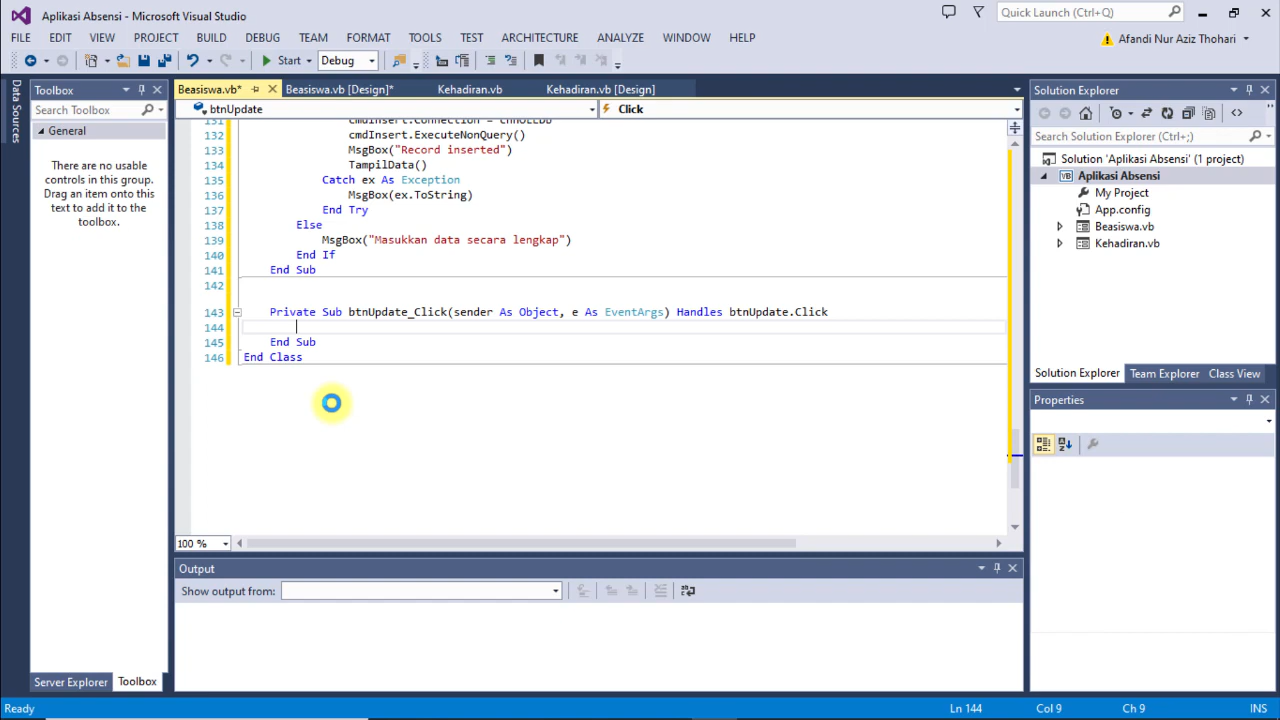 Aplikasi Absensi - Microsoft Visual Studio
Quick Launch (Ctrl+Q)
FILE EDIT VIEW PROJECT BUILD DEBUG TEAM FORMAT TOOLS TEST ARCHITECTURE ANALYZE WINDOW HELP
Afandi Nur Aziz Thohari
Start Debug
Data Sources
Toolbox
Search Toolbox
General
There are no usable
controls in this group.
Drag an item onto this
text to add it to the
toolbox.
Server Explorer Toolbox
Beasiswa.vb* Beasiswa.vb [Design]* Kehadiran.vb Kehadiran.vb [Design]
btnUpdate Click
131 cmdInsert.Connection = cnnOLEDB
132 cmdInsert.ExecuteNonQuery()
133 MsgBox("Record inserted")
134 TampilData()
135 Catch ex As Exception
136 MsgBox(ex.ToString)
137 End Try
138 Else
139 MsgBox("Masukkan data secara lengkap")
140 End If
141 End Sub
142
143 Private Sub btnUpdate_Click(sender As Object, e As EventArgs) Handles btnUpdate.Click
144
145 End Sub
146 End Class
100 %
Output
Show output from:
Solution Explorer
Search Solution Explorer (Ctrl+;)
Solution 'Aplikasi Absensi' (1 project)
VB Aplikasi Absensi
My Project
App.config
Beasiswa.vb
Kehadiran.vb
Solution Explorer Team Explorer Class View
Properties
Ready Ln 144 Col 9 Ch 9 INS